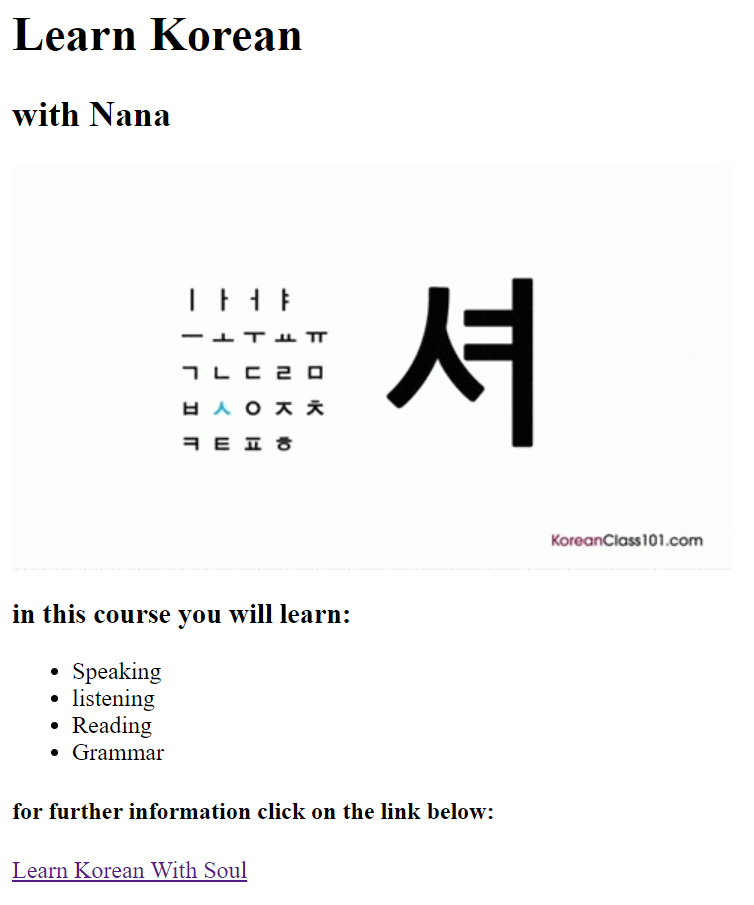 Learn Korean
with Nana
ㅣ ㅏ ㅓ ㅑ
ㅡ ㅗ ㅜ ㅛ ㅠ
ㄱ ㄴ ㄷ ㄹ ㅁ
ㅂ ㅅ ㅇ ㅈ ㅊ
ㅋ ㅌ ㅍ ㅎ
셔
KoreanClass101.com
in this course you will learn:
• Speaking
• listening
• Reading
• Grammar
for further information click on the link below:
Learn Korean With Soul